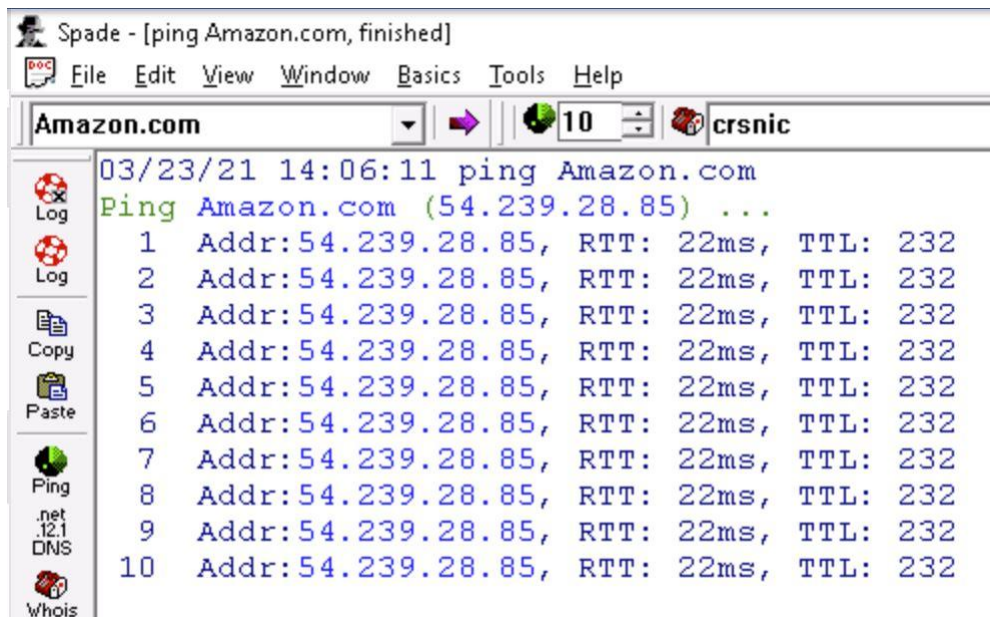 Spade - [ping Amazon.com, finished]
DOC File Edit View Window Basics Tools Help
Amazon.com 10 crsnic
03/23/21 14:06:11 ping Amazon.com
Ping Amazon.com (54.239.28.85) ...
1 Addr:54.239.28.85, RTT: 22ms, TTL: 232
2 Addr:54.239.28.85, RTT: 22ms, TTL: 232
3 Addr:54.239.28.85, RTT: 22ms, TTL: 232
4 Addr:54.239.28.85, RTT: 22ms, TTL: 232
5 Addr:54.239.28.85, RTT: 22ms, TTL: 232
6 Addr:54.239.28.85, RTT: 22ms, TTL: 232
7 Addr:54.239.28.85, RTT: 22ms, TTL: 232
8 Addr:54.239.28.85, RTT: 22ms, TTL: 232
9 Addr:54.239.28.85, RTT: 22ms, TTL: 232
10 Addr:54.239.28.85, RTT: 22ms, TTL: 232
Log
Log
Copy
Paste
Ping
.net
.12.1
DNS
Whois